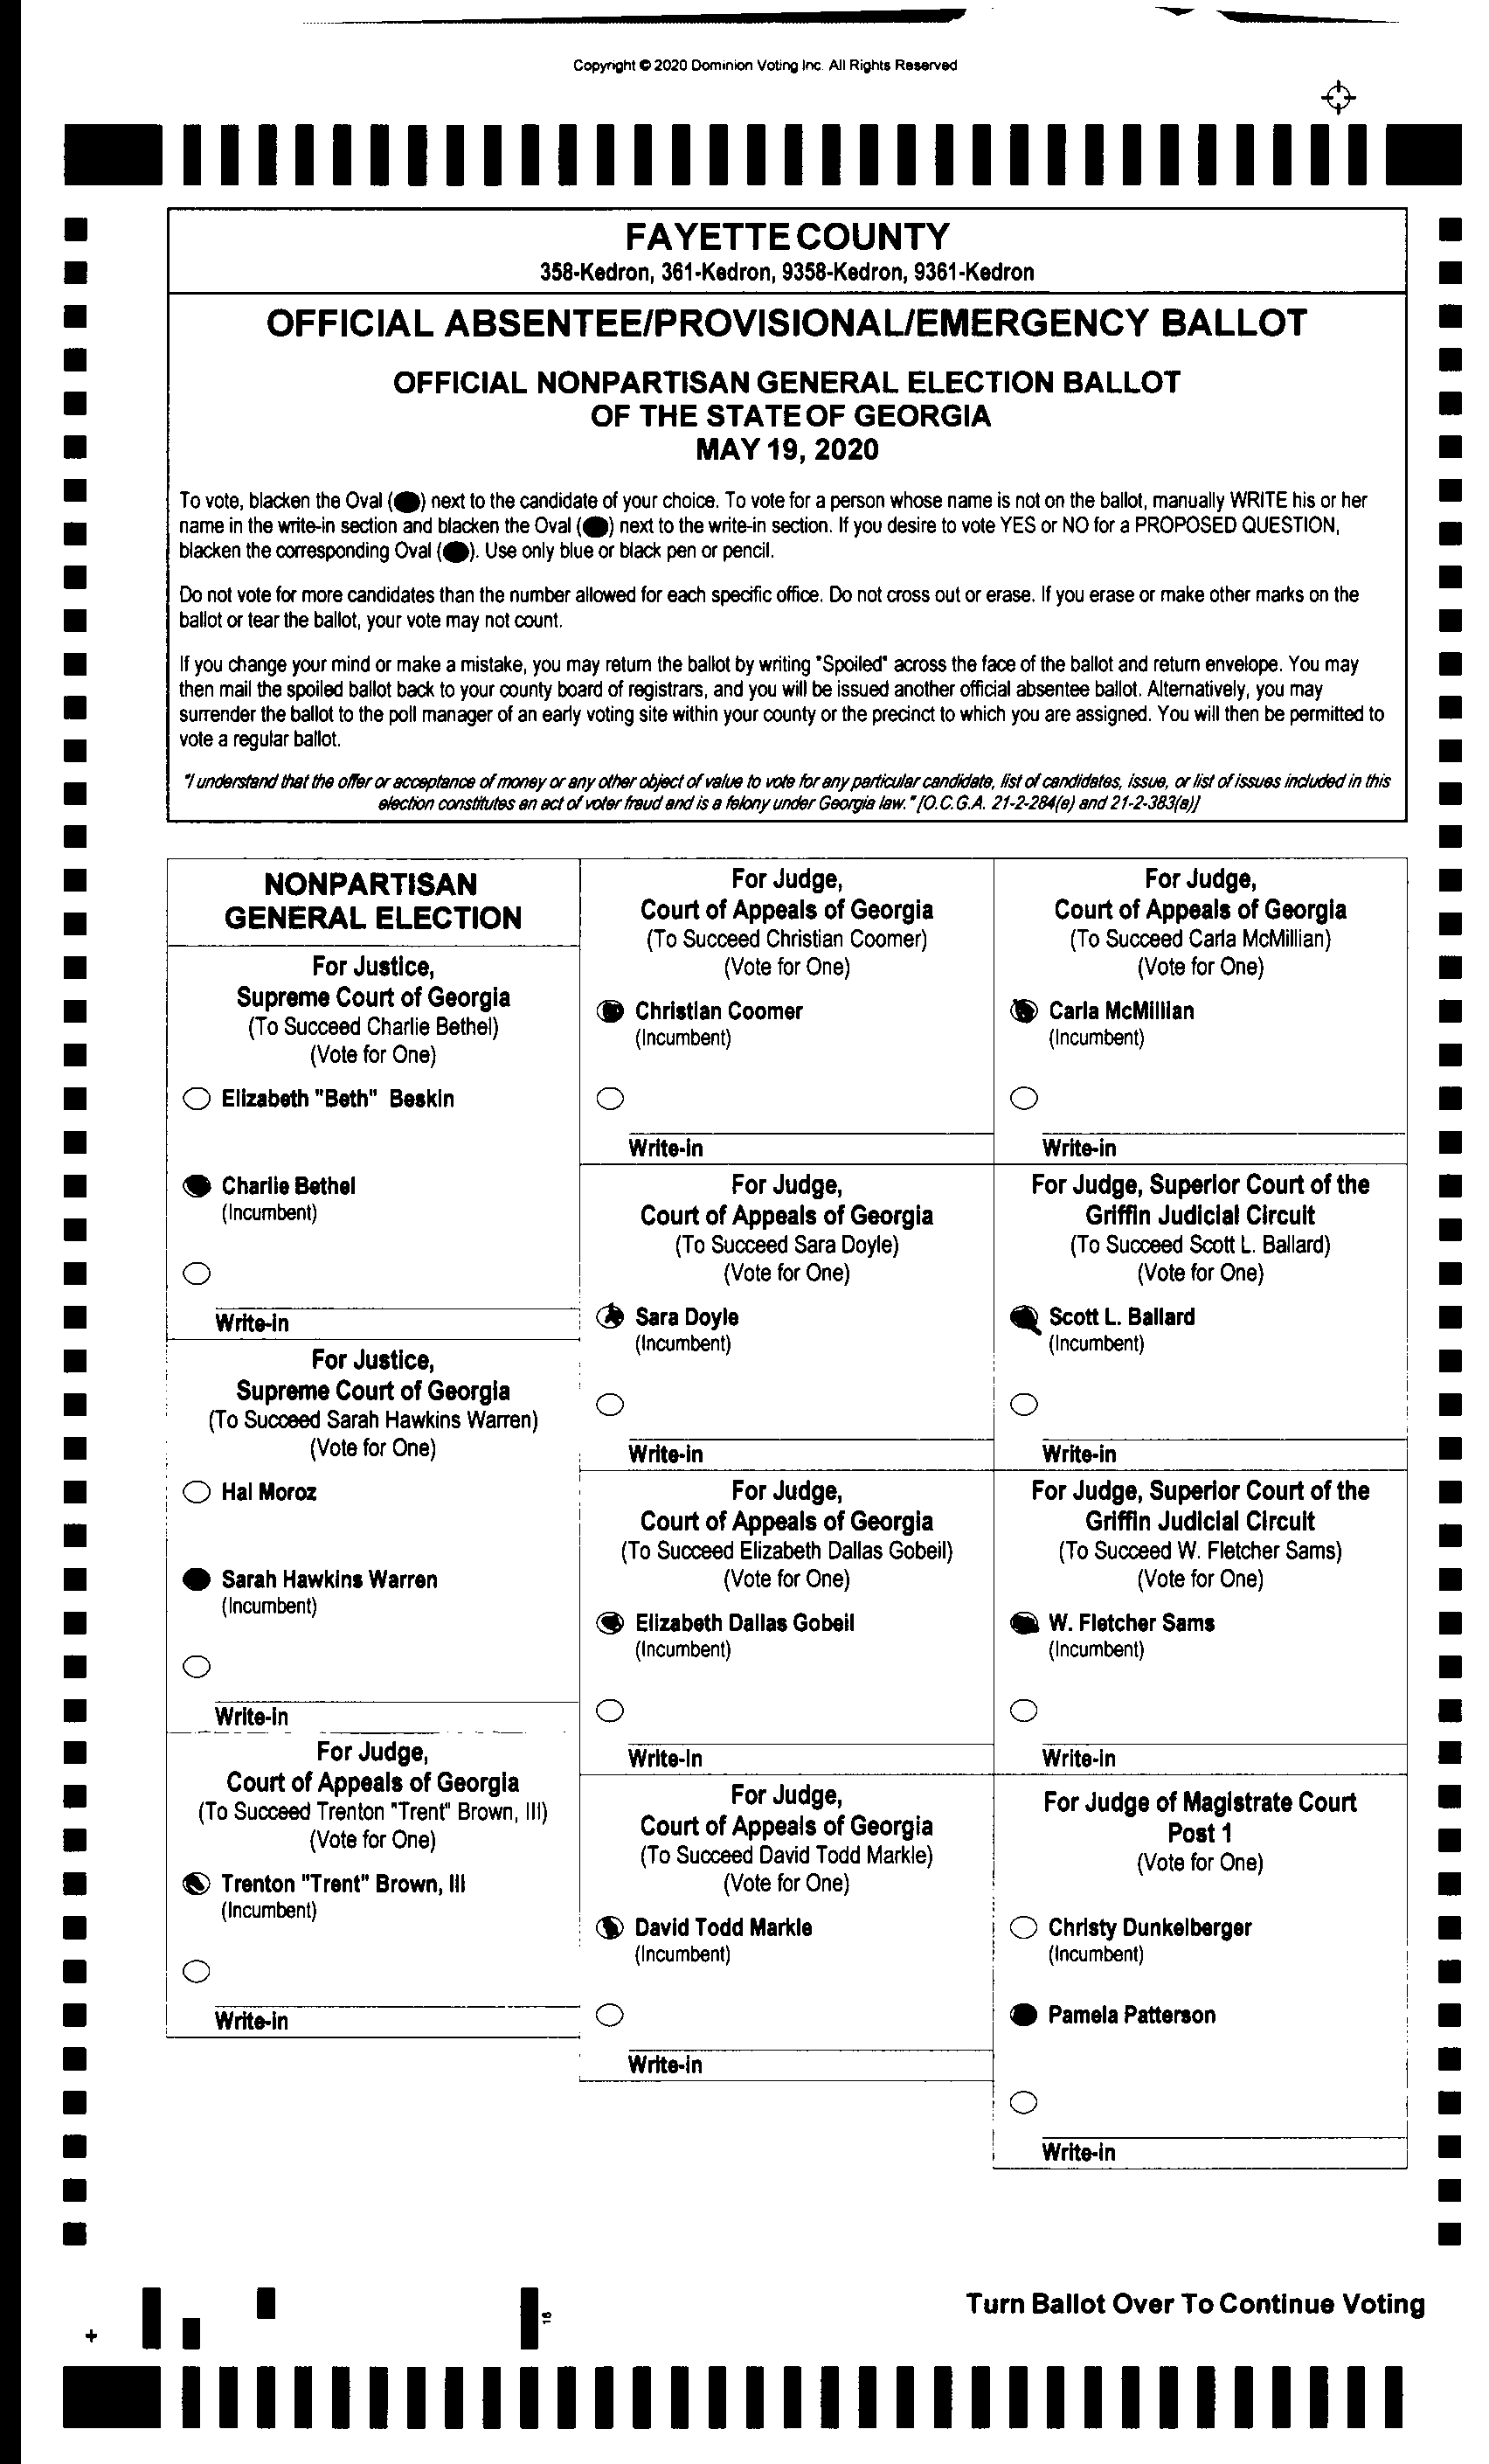 Copyright © 2020 Dominion Voting Inc. All Rights Reserved
FAYETTE COUNTY
358-Kedron, 361-Kedron, 9358-Kedron, 9361-Kedron
OFFICIAL ABSENTEE/PROVISIONAL/EMERGENCY BALLOT
OFFICIAL NONPARTISAN GENERAL ELECTION BALLOT
OF THE STATE OF GEORGIA
MAY 19, 2020
To vote, blacken the Oval ( ) next to the candidate of your choice. To vote for a person whose name is not on the ballot, manually WRITE his or her
name in the write-in section and blacken the Oval ( ) next to the write-in section. If you desire to vote YES or NO for a PROPOSED QUESTION,
blacken the corresponding Oval ( ). Use only blue or black pen or pencil.
Do not vote for more candidates than the number allowed for each specific office. Do not cross out or erase. If you erase or make other marks on the
ballot or tear the ballot, your vote may not count.
If you change your mind or make a mistake, you may return the ballot by writing "Spoiled" across the face of the ballot and return envelope. You may
then mail the spoiled ballot back to your county board of registrars, and you will be issued another official absentee ballot. Alternatively, you may
surrender the ballot to the poll manager of an early voting site within your county or the precinct to which you are assigned. You will then be permitted to
vote a regular ballot.
"I understand that the offer or acceptance of money or any other object of value to vote for any particular candidate, list of candidates, issue, or list of issues included in this
election constitutes an act of voter fraud and is a felony under Georgia law." [O.C.G.A. 21-2-284(e) and 21-2-383(a)]
NONPARTISAN
GENERAL ELECTION
For Justice,
Supreme Court of Georgia
(To Succeed Charlie Bethel)
(Vote for One)
Elizabeth "Beth" Beskin
Charlie Bethel
(Incumbent)
Write-in
For Justice,
Supreme Court of Georgia
(To Succeed Sarah Hawkins Warren)
(Vote for One)
Hal Moroz
Sarah Hawkins Warren
(Incumbent)
Write-in
For Judge,
Court of Appeals of Georgia
(To Succeed Trenton "Trent" Brown, III)
(Vote for One)
Trenton "Trent" Brown, III
(Incumbent)
Write-in
For Judge,
Court of Appeals of Georgia
(To Succeed Christian Coomer)
(Vote for One)
Christian Coomer
(Incumbent)
Write-in
For Judge,
Court of Appeals of Georgia
(To Succeed Sara Doyle)
(Vote for One)
Sara Doyle
(Incumbent)
Write-in
For Judge,
Court of Appeals of Georgia
(To Succeed Elizabeth Dallas Gobeil)
(Vote for One)
Elizabeth Dallas Gobeil
(Incumbent)
Write-in
For Judge,
Court of Appeals of Georgia
(To Succeed David Todd Markle)
(Vote for One)
David Todd Markle
(Incumbent)
Write-in
For Judge,
Court of Appeals of Georgia
(To Succeed Carla McMillian)
(Vote for One)
Carla McMillian
(Incumbent)
Write-in
For Judge, Superior Court of the
Griffin Judicial Circuit
(To Succeed Scott L. Ballard)
(Vote for One)
Scott L. Ballard
(Incumbent)
Write-in
For Judge, Superior Court of the
Griffin Judicial Circuit
(To Succeed W. Fletcher Sams)
(Vote for One)
W. Fletcher Sams
(Incumbent)
Write-in
For Judge of Magistrate Court
Post 1
(Vote for One)
Christy Dunkelberger
(Incumbent)
Pamela Patterson
Write-in
Turn Ballot Over To Continue Voting
16